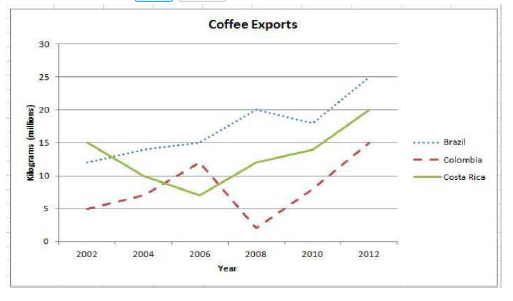 Coffee Exports
30
25
20
15
10
5
0
Kilograms (millions)
2002 2004 2006 2008 2010 2012
Year
Brazil
Colombia
Costa Rica